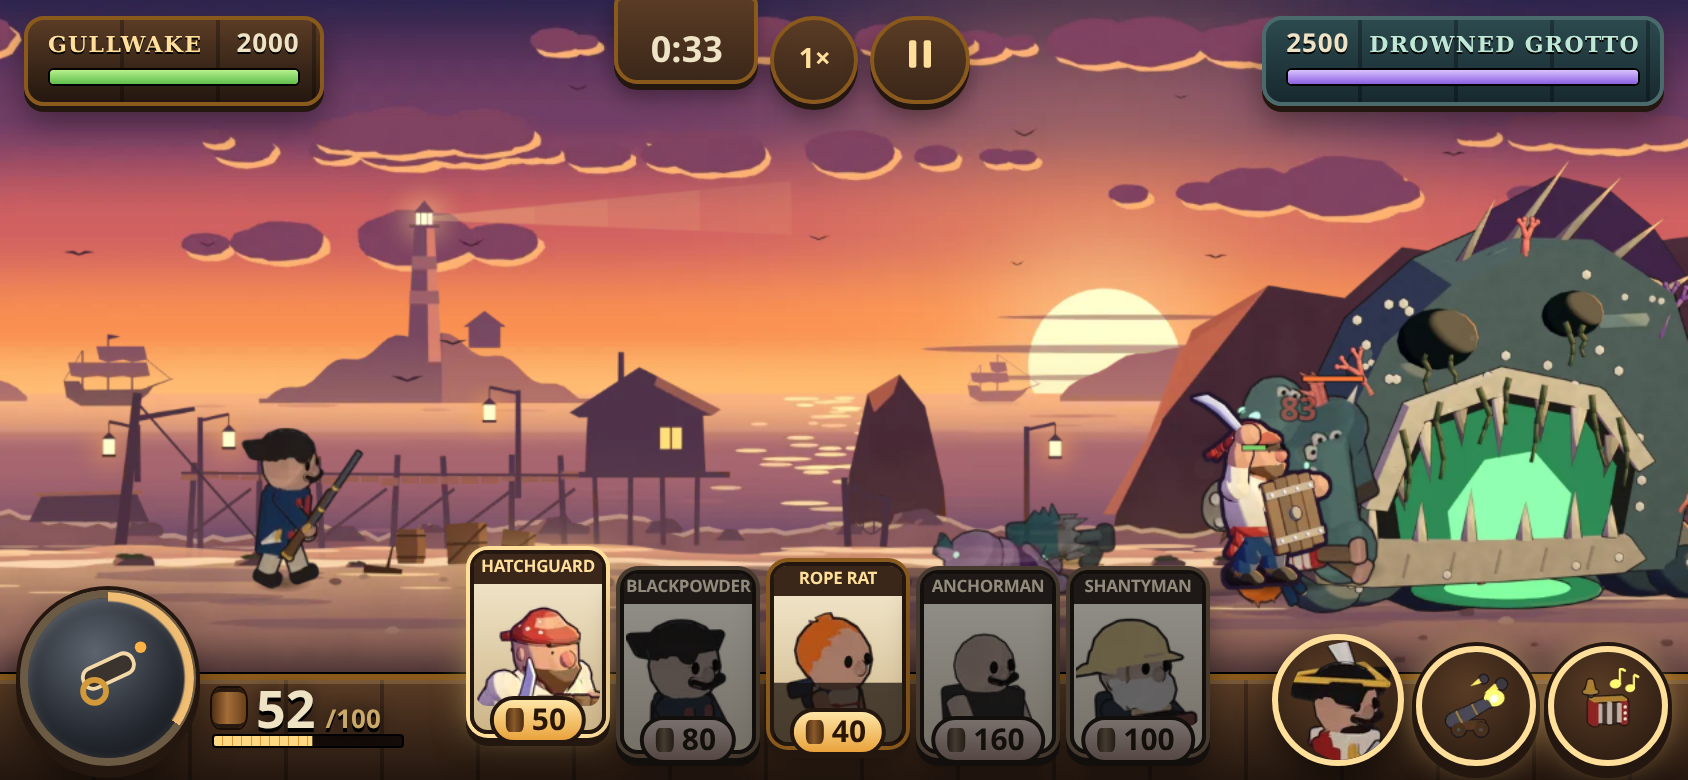 GULLWAKE 2000
0:33
1×
2500 DROWNED GROTTO
83
HATCHGUARD
BLACKPOWDER
ROPE RAT
ANCHORMAN
SHANTYMAN
52 /100
50
80
40
160
100